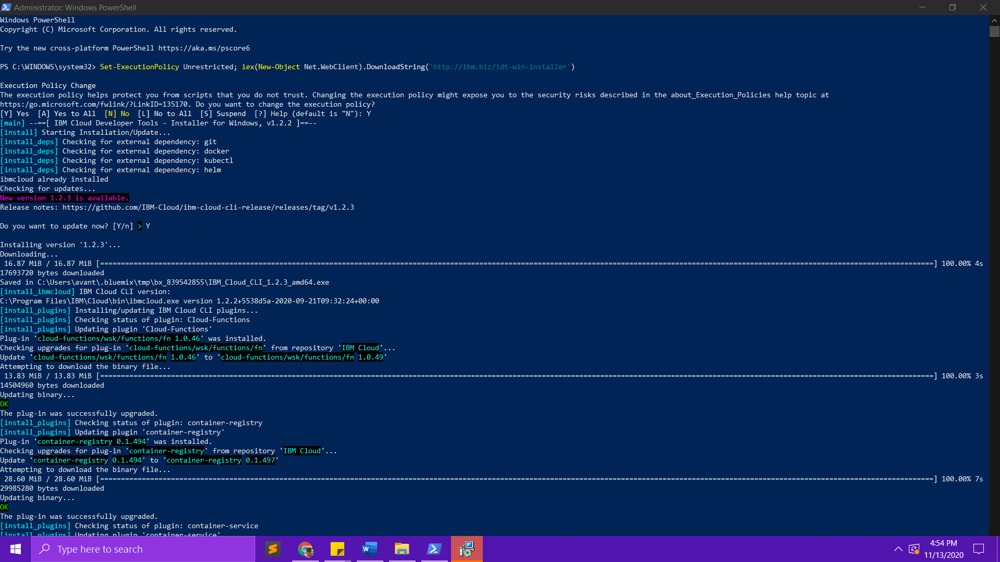 Administrator: Windows PowerShell
Windows PowerShell
Copyright (C) Microsoft Corporation. All rights reserved.
Try the new cross-platform PowerShell https://aka.ms/pscore6
PS C:\WINDOWS\system32> Set-ExecutionPolicy Unrestricted; iex(New-Object Net.WebClient).DownloadString('http://ibm.biz/idt-win-installer')
Execution Policy Change
The execution policy helps protect you from scripts that you do not trust. Changing the execution policy might expose you to the security risks described in the about_Execution_Policies help topic at
https:/go.microsoft.com/fwlink/?LinkID=135170. Do you want to change the execution policy?
[Y] Yes  [A] Yes to All  [N] No  [L] No to All  [S] Suspend  [?] Help (default is "N"): Y
[main] --==[ IBM Cloud Developer Tools - Installer for Windows, v1.2.2 ]==--
[install] Starting Installation/Update...
[install_deps] Checking for external dependency: git
[install_deps] Checking for external dependency: docker
[install_deps] Checking for external dependency: kubectl
[install_deps] Checking for external dependency: helm
ibmcloud already installed
Checking for updates...
New version 1.2.3 is available.
Release notes: https://github.com/IBM-Cloud/ibm-cloud-cli-release/releases/tag/v1.2.3
Do you want to update now? [Y/n] > Y
Installing version '1.2.3'...
Downloading...
16.87 MiB / 16.87 MiB [====================] 100.00% 4s
17693720 bytes downloaded
Saved in C:\Users\avant\.bluemix\tmp\bx_839542855\IBM_Cloud_CLI_1.2.3_amd64.exe
[install_ibmcloud] IBM Cloud CLI version:
C:\Program Files\IBM\Cloud\bin\ibmcloud.exe version 1.2.2+5538d5a-2020-09-21T09:32:24+00:00
[install_plugins] Installing/updating IBM Cloud CLI plugins...
[install_plugins] Checking status of plugin: Cloud-Functions
[install_plugins] Updating plugin 'Cloud-Functions'
Plug-in 'cloud-functions/wsk/functions/fn 1.0.46' was installed.
Checking upgrades for plug-in 'cloud-functions/wsk/functions/fn' from repository 'IBM Cloud'...
Update 'cloud-functions/wsk/functions/fn 1.0.46' to 'cloud-functions/wsk/functions/fn 1.0.49'
Attempting to download the binary file...
13.83 MiB / 13.83 MiB [====================] 100.00% 3s
14504960 bytes downloaded
Updating binary...
OK
The plug-in was successfully upgraded.
[install_plugins] Checking status of plugin: container-registry
[install_plugins] Updating plugin 'container-registry'
Plug-in 'container-registry 0.1.494' was installed.
Checking upgrades for plug-in 'container-registry' from repository 'IBM Cloud'...
Update 'container-registry 0.1.494' to 'container-registry 0.1.497'
Attempting to download the binary file...
28.60 MiB / 28.60 MiB [====================] 100.00% 7s
29985280 bytes downloaded
Updating binary...
OK
The plug-in was successfully upgraded.
[install_plugins] Checking status of plugin: container-service
[install_plugins] Updating plugin 'container-service'
Type here to search
4:54 PM
11/13/2020